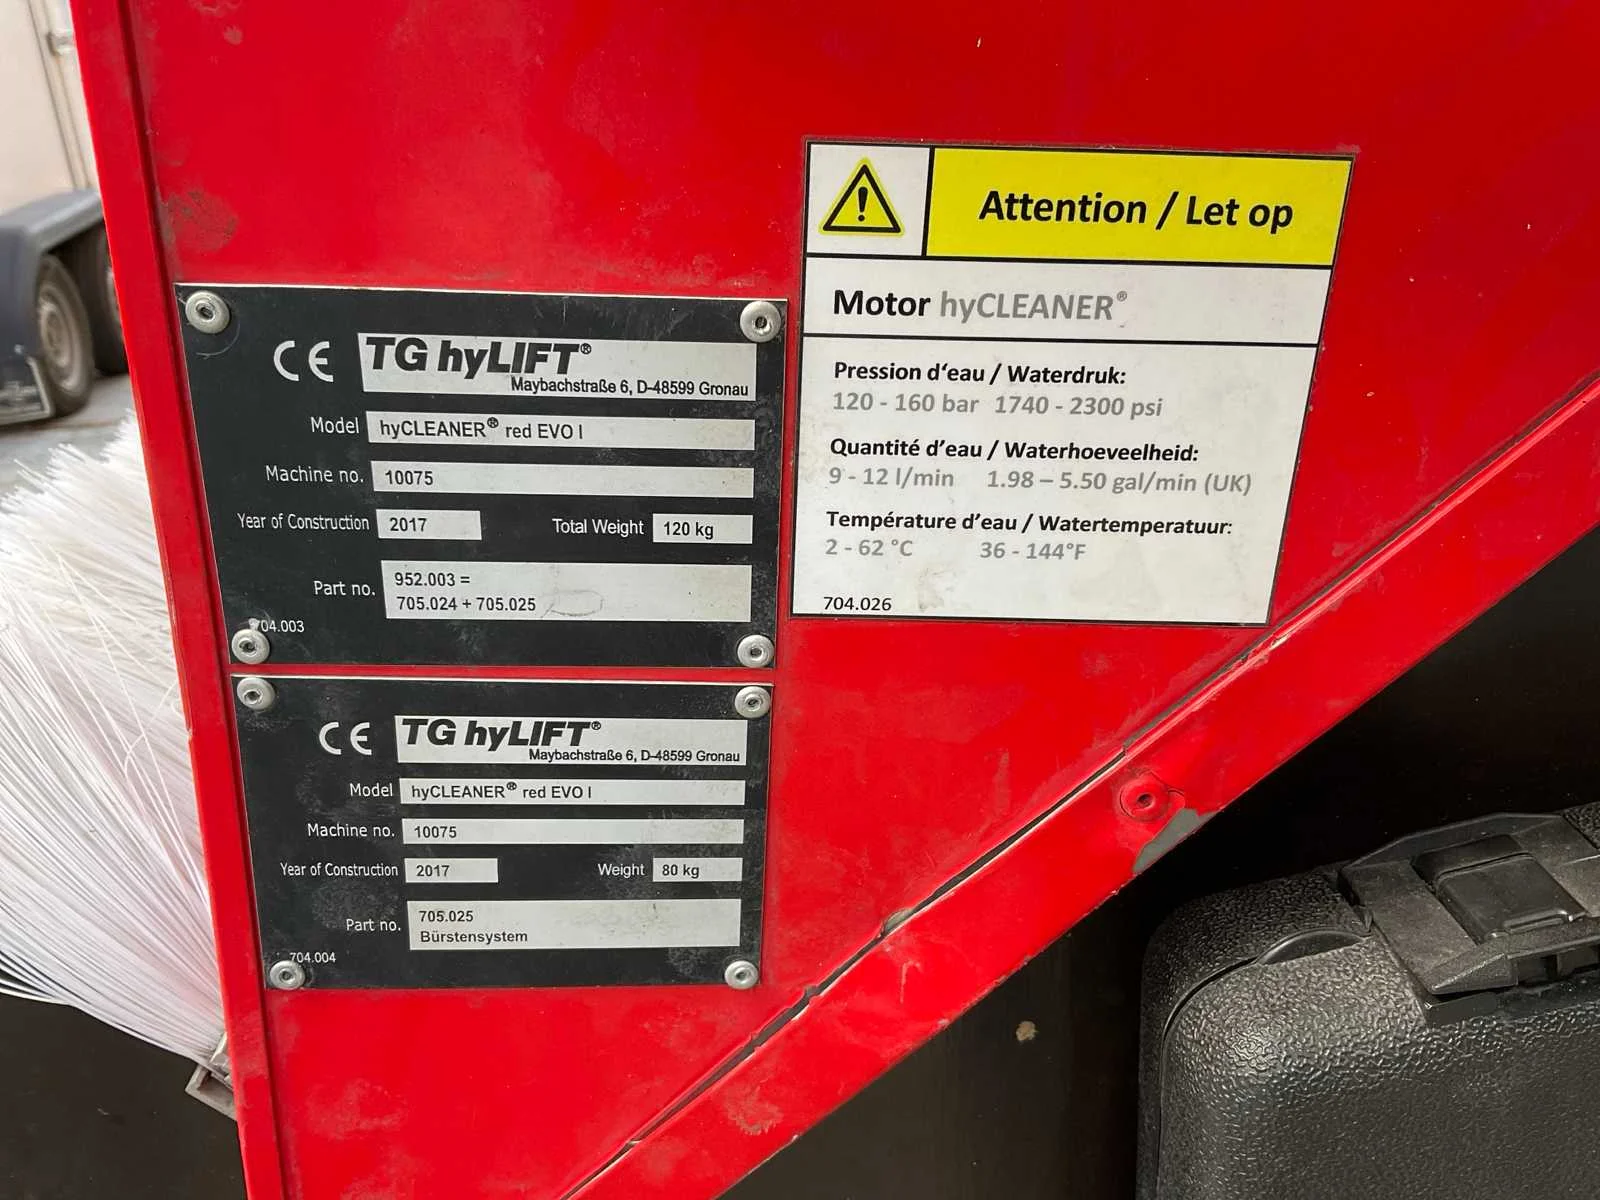 CE TG hyLIFT®
Maybachstraße 6, D-48599 Gronau
Model hyCLEANER® red EVO I
Machine no. 10075
Year of Construction 2017 Total Weight 120 kg
Part no. 952.003 =
705.024 + 705.025
704.003
CE TG hyLIFT®
Maybachstraße 6, D-48599 Gronau
Model hyCLEANER® red EVO I
Machine no. 10075
Year of Construction 2017 Weight 80 kg
Part no. 705.025
Bürstensystem
704.004
Attention / Let op
Motor hyCLEANER®
Pression d'eau / Waterdruk:
120 - 160 bar 1740 - 2300 psi
Quantité d'eau / Waterhoeveelheid:
9 - 12 l/min 1.98 – 5.50 gal/min (UK)
Température d'eau / Watertemperatuur:
2 - 62 °C 36 - 144°F
704.026